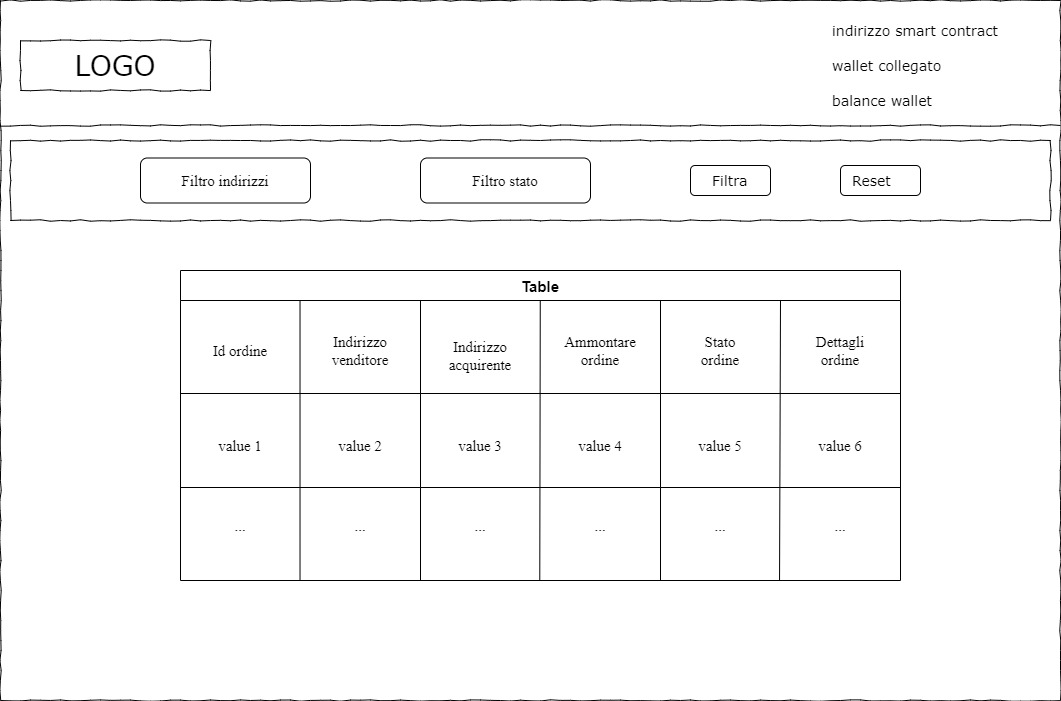 LOGO
indirizzo smart contract
wallet collegato
balance wallet
Filtro indirizzi
Filtro stato
Filtra
Reset
Table
Id ordine
Indirizzo
venditore
Indirizzo
acquirente
Ammontare
ordine
Stato
ordine
Dettagli
ordine
value 1
value 2
value 3
value 4
value 5
value 6
...
...
...
...
...
...